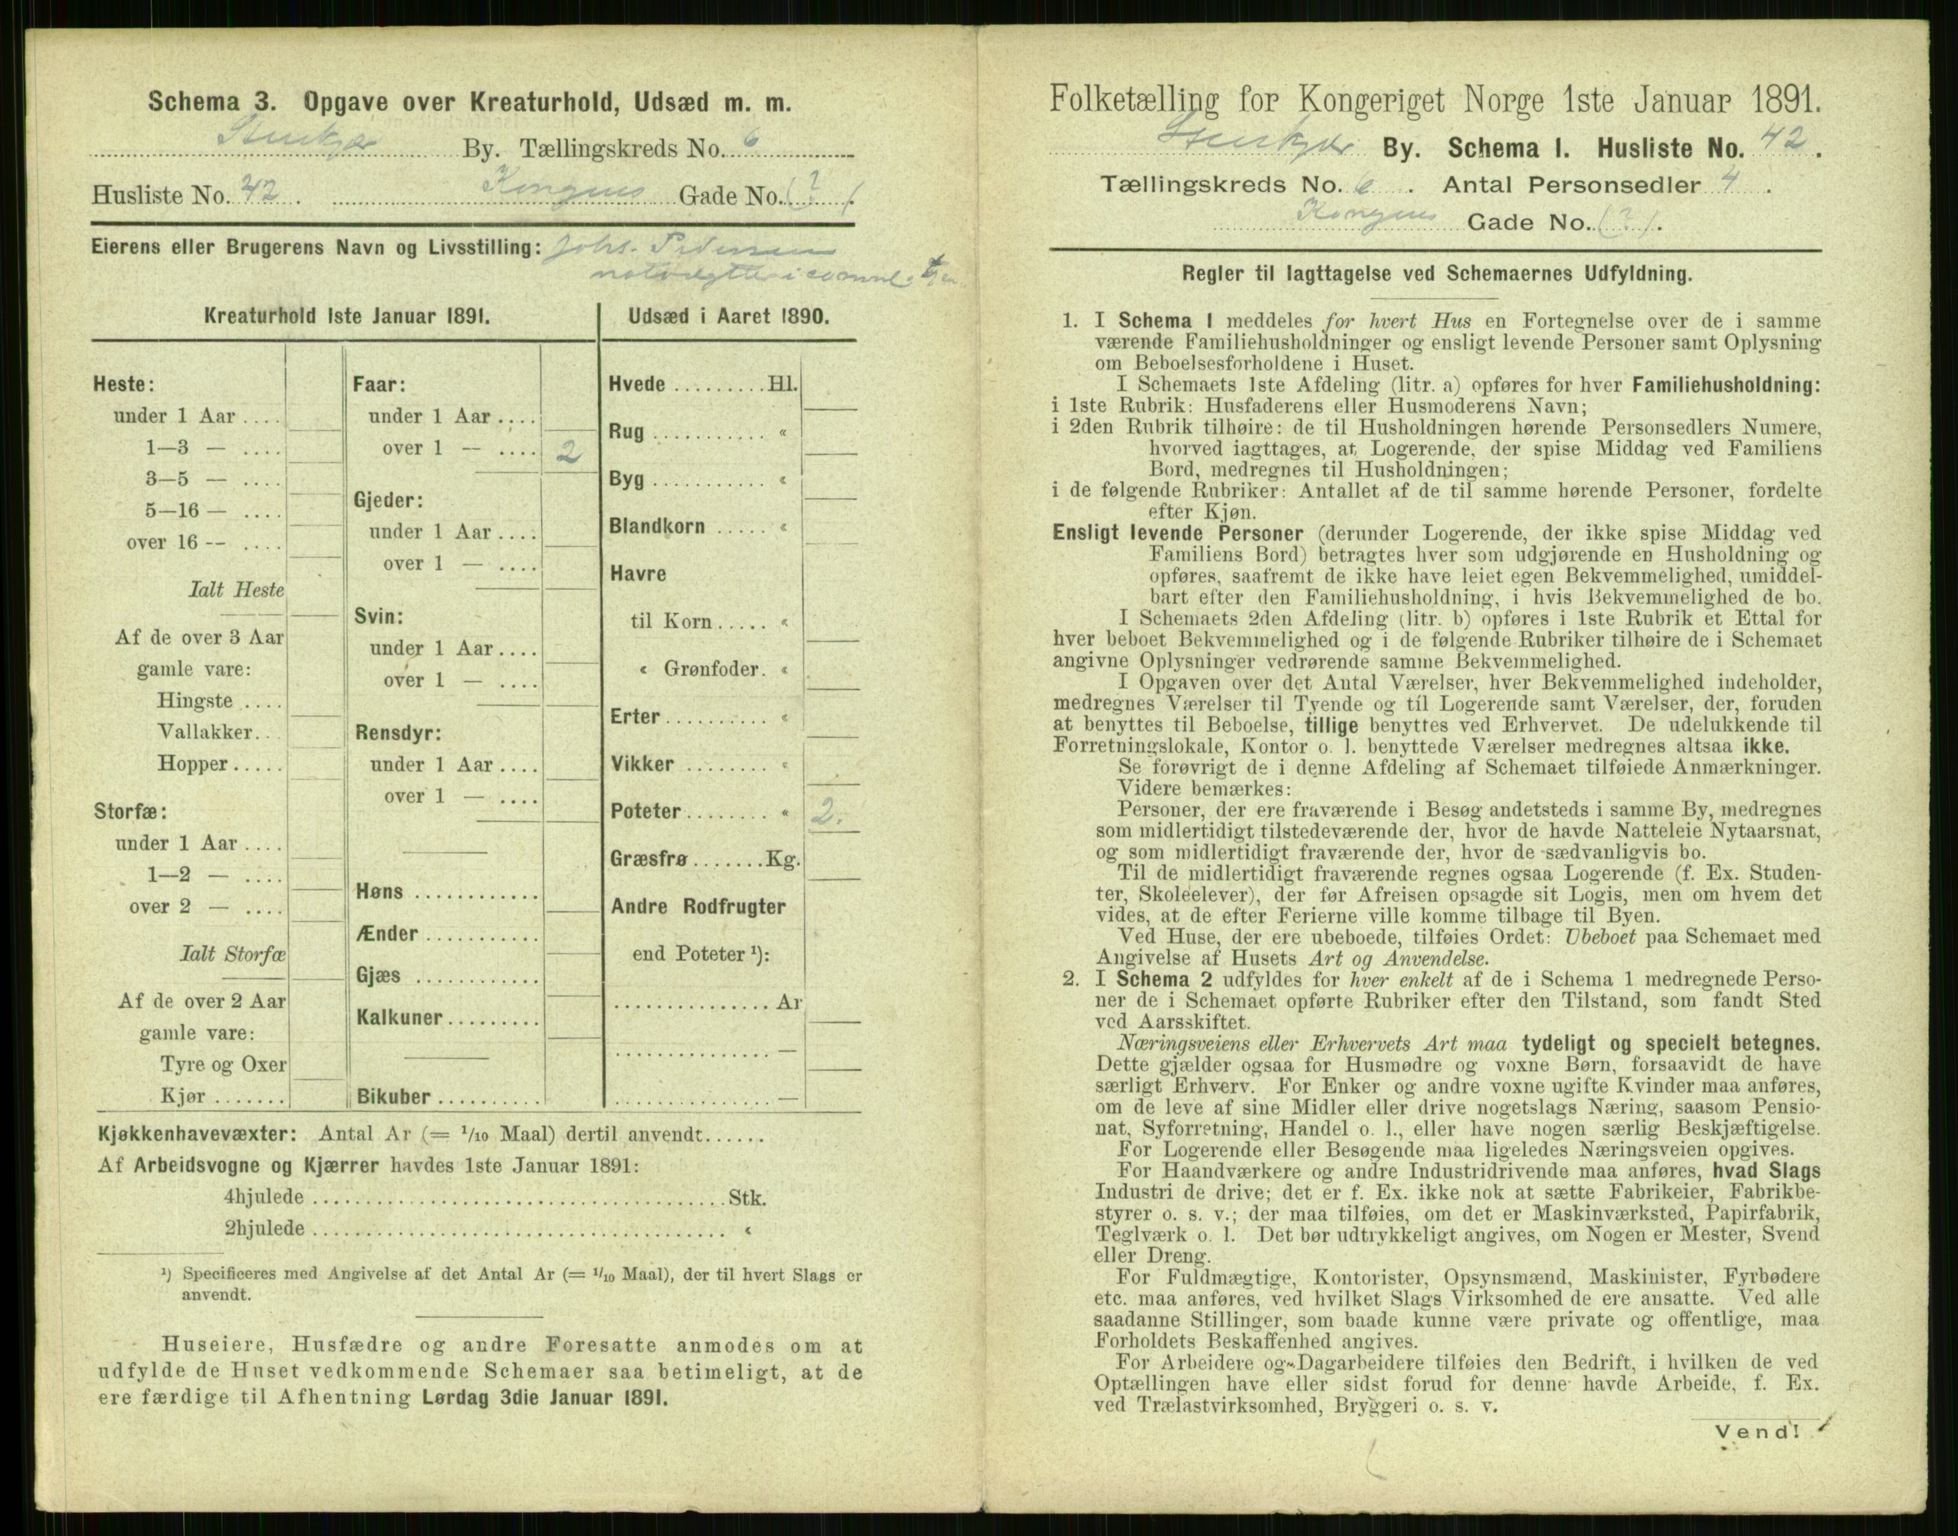 Schema 3. Opgave over Kreaturhold, Udsæd m. m.
Stenkjær By. Tællingskreds No. 6
Husliste No. 42. Kongens Gade No. (?)
Eierens eller Brugerens Navn og Livsstilling: Johs. Pedersen
Kreaturhold 1ste Januar 1891.
Heste:
under 1 Aar ....
1—3 — ....
3—5 — ....
5—16 — ....
over 16 -- ....
Ialt Heste
Af de over 3 Aar
gamle vare:
Hingste ....
Vallakker..
Hopper .....
Storfæ:
under 1 Aar ....
1—2 — ....
over 2 — ....
Ialt Storfæ
Af de over 2 Aar
gamle vare:
Tyre og Oxer
Kjør .......
Faar:
under 1 Aar ....
over 1 — .... 2
Gjeder:
under 1 Aar ....
over 1 — ....
Svin:
under 1 Aar ....
over 1 — ....
Rensdyr:
under 1 Aar ....
over 1 — ....
Høns ............
Ænder ...........
Gjæs ............
Kalkuner .........
Bikuber ..........
Udsæd i Aaret 1890.
Hvede ......... Hl.
Rug ........... «
Byg ........... «
Blandkorn ..... «
Havre
til Korn ..... «
« Grønfoder. «
Erter .......... «
Vikker ........ «
Poteter ........ « 2.
Græsfrø ....... Kg.
Andre Rodfrugter
end Poteter ¹):
............... Ar
............... —
............... —
Kjøkkenhavevæxter: Antal Ar (= 1/10 Maal) dertil anvendt......
Af Arbeidsvogne og Kjærrer havdes 1ste Januar 1891:
4hjulede ........................................ Stk.
2hjulede ........................................ «
¹) Specificeres med Angivelse af det Antal Ar (= 1/10 Maal), der til hvert Slags er
anvendt.
Huseiere, Husfædre og andre Foresatte anmodes om at
udfylde de Huset vedkommende Schemaer saa betimeligt, at de
ere færdige til Afhentning Lørdag 3die Januar 1891.
Folketælling for Kongeriget Norge 1ste Januar 1891.
Stenkjær By. Schema I. Husliste No. 42.
Tællingskreds No. 6. Antal Personsedler 4.
Kongens Gade No. (?).
Regler til Iagttagelse ved Schemaernes Udfyldning.
1. I Schema I meddeles for hvert Hus en Fortegnelse over de i samme
værende Familiehusholdninger og ensligt levende Personer samt Oplysning
om Beboelsesforholdene i Huset.
I Schemaets 1ste Afdeling (litr. a) opføres for hver Familiehusholdning:
i 1ste Rubrik: Husfaderens eller Husmoderens Navn;
i 2den Rubrik tilhøire: de til Husholdningen hørende Personsedlers Numere,
hvorved iagttages, at Logerende, der spise Middag ved Familiens
Bord, medregnes til Husholdningen;
i de følgende Rubriker: Antallet af de til samme hørende Personer, fordelte
efter Kjøn.
Ensligt levende Personer (derunder Logerende, der ikke spise Middag ved
Familiens Bord) betragtes hver som udgjørende en Husholdning og
opføres, saafremt de ikke have leiet egen Bekvemmelighed, umiddel-
bart efter den Familiehusholdning, i hvis Bekvemmelighed de bo.
I Schemaets 2den Afdeling (litr. b) opføres i 1ste Rubrik et Ettal for
hver beboet Bekvemmelighed og i de følgende Rubriker tilhøire de i Schemaet
angivne Oplysninger vedrørende samme Bekvemmelighed.
I Opgaven over det Antal Værelser, hver Bekvemmelighed indeholder,
medregnes Værelser til Tyende og til Logerende samt Værelser, der, foruden
at benyttes til Beboelse, tillige benyttes ved Erhvervet. De udelukkende til
Forretningslokale, Kontor o. l. benyttede Værelser medregnes altsaa ikke.
Se forøvrigt de i denne Afdeling af Schemaet tilføiede Anmærkninger.
Videre bemærkes:
Personer, der ere fraværende i Besøg andetsteds i samme By, medregnes
som midlertidigt tilstedeværende der, hvor de havde Natteleie Nytaarsnat,
og som midlertidigt fraværende der, hvor de sædvanligvis bo.
Til de midlertidigt fraværende regnes ogsaa Logerende (f. Ex. Studen-
ter, Skoleelever), der før Afreisen opsagde sit Logis, men om hvem det
vides, at de efter Ferierne ville komme tilbage til Byen.
Ved Huse, der ere ubeboede, tilføies Ordet: Ubeboet paa Schemaet med
Angivelse af Husets Art og Anvendelse.
2. I Schema 2 udfyldes for hver enkelt af de i Schema 1 medregnede Perso-
ner de i Schemaet opførte Rubriker efter den Tilstand, som fandt Sted
ved Aarsskiftet.
Næringsveiens eller Erhvervets Art maa tydeligt og specielt betegnes.
Dette gjælder ogsaa for Husmødre og voxne Børn, forsaavidt de have
særligt Erhverv. For Enker og andre voxne ugifte Kvinder maa anføres,
om de leve af sine Midler eller drive nogetslags Næring, saasom Pensio-
nat, Syforretning, Handel o. l., eller have nogen særlig Beskjæftigelse.
For Logerende eller Besøgende maa ligeledes Næringsveien opgives.
For Haandværkere og andre Industridrivende maa anføres, hvad Slags
Industri de drive; det er f. Ex. ikke nok at sætte Fabrikeier, Fabrikbe-
styrer o. s. v.; der maa tilføies, om det er Maskinværksted, Papirfabrik,
Teglværk o. l. Det bør udtrykkeligt angives, om Nogen er Mester, Svend
eller Dreng.
For Fuldmægtige, Kontorister, Opsynsmænd, Maskinister, Fyrbødere
etc. maa anføres, ved hvilket Slags Virksomhed de ere ansatte. Ved alle
saadanne Stillinger, som baade kunne være private og offentlige, maa
Forholdets Beskaffenhed angives.
For Arbeidere og Dagarbeidere tilføies den Bedrift, i hvilken de ved
Optællingen have eller sidst forud for denne havde Arbeide, f. Ex.
ved Trælastvirksomhed, Bryggeri o. s. v.
Vend!